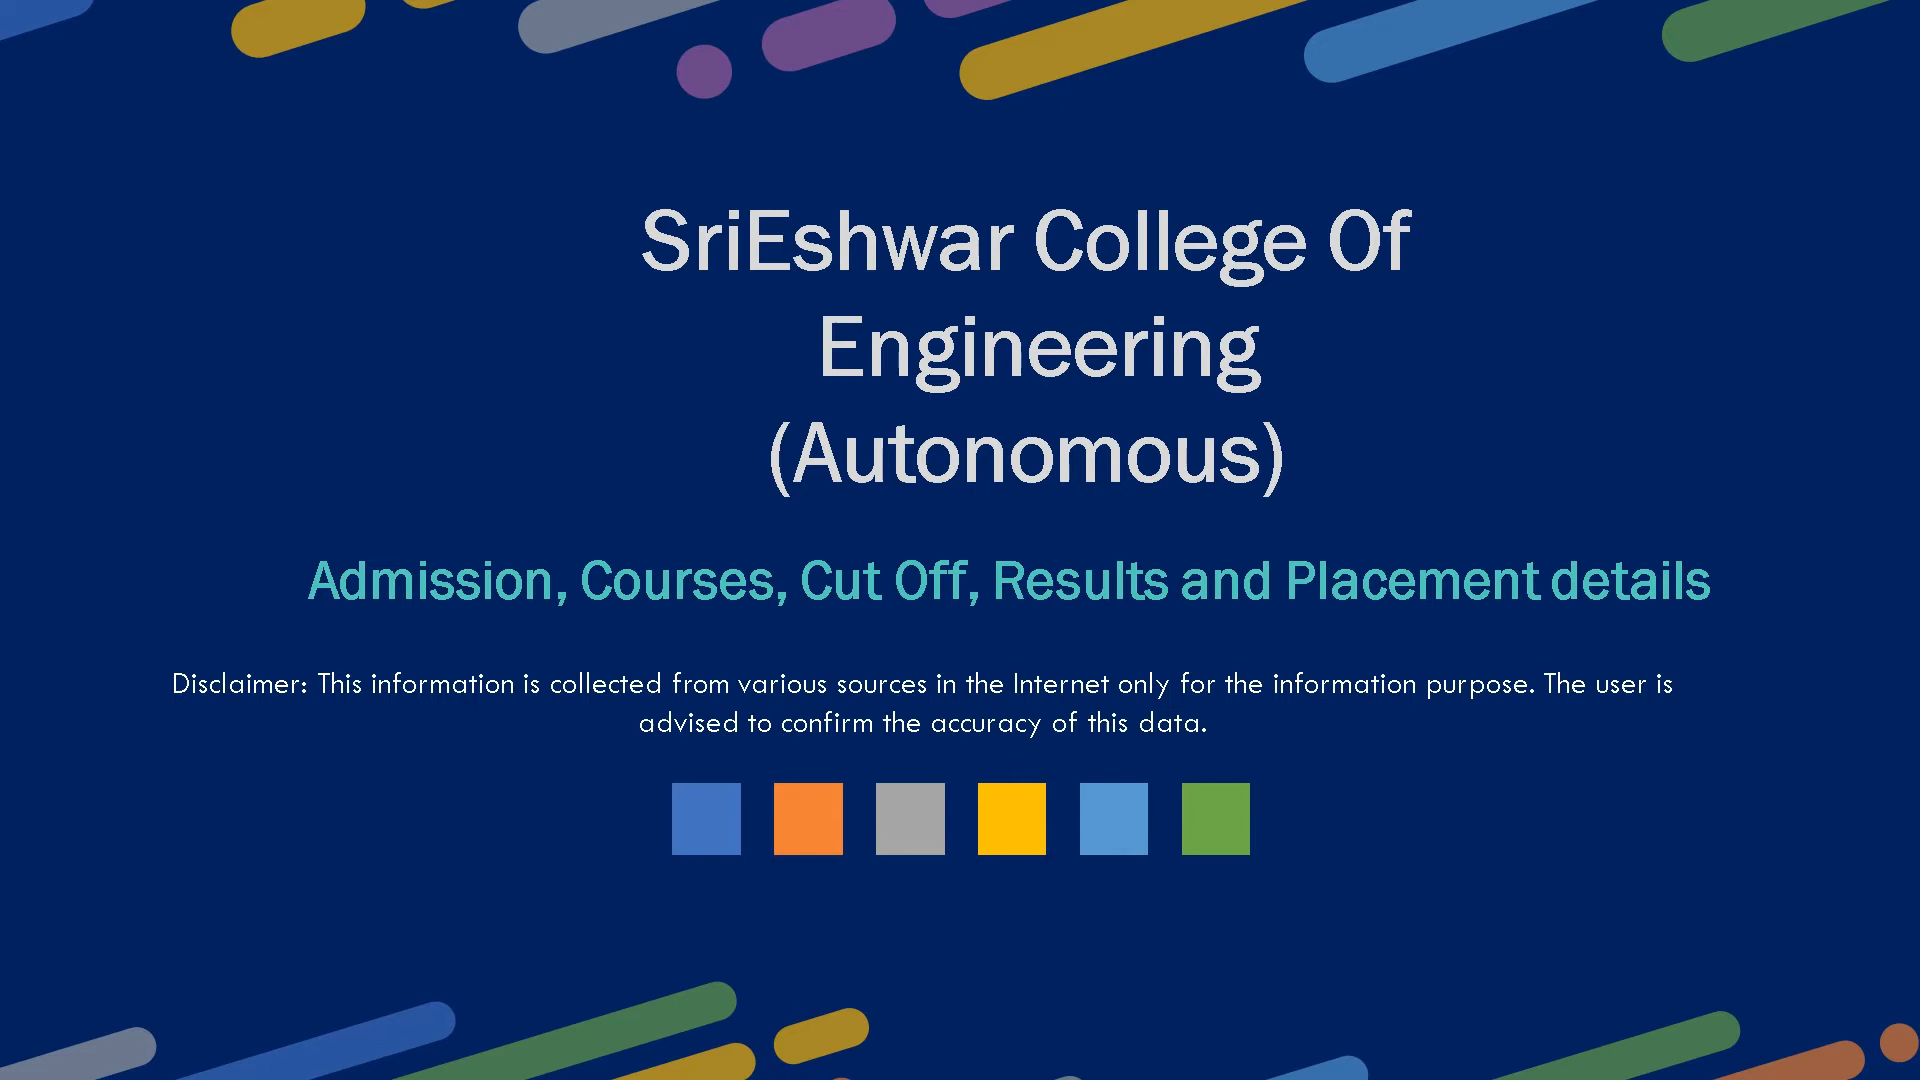 SriEshwar College Of
Engineering
(Autonomous)
Admission, Courses, Cut Off, Results and Placement details
Disclaimer: This information is collected from various sources in the Internet only for the information purpose. The user is
advised to confirm the accuracy of this data.